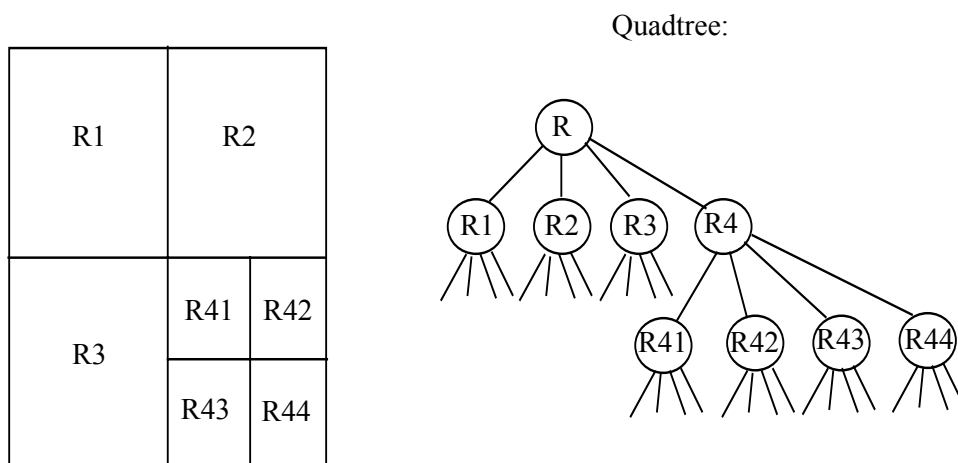 Quadtree:
R1 R2
R3
R41 R42
R43 R44
R
R1 R2 R3 R4
R41 R42 R43 R44